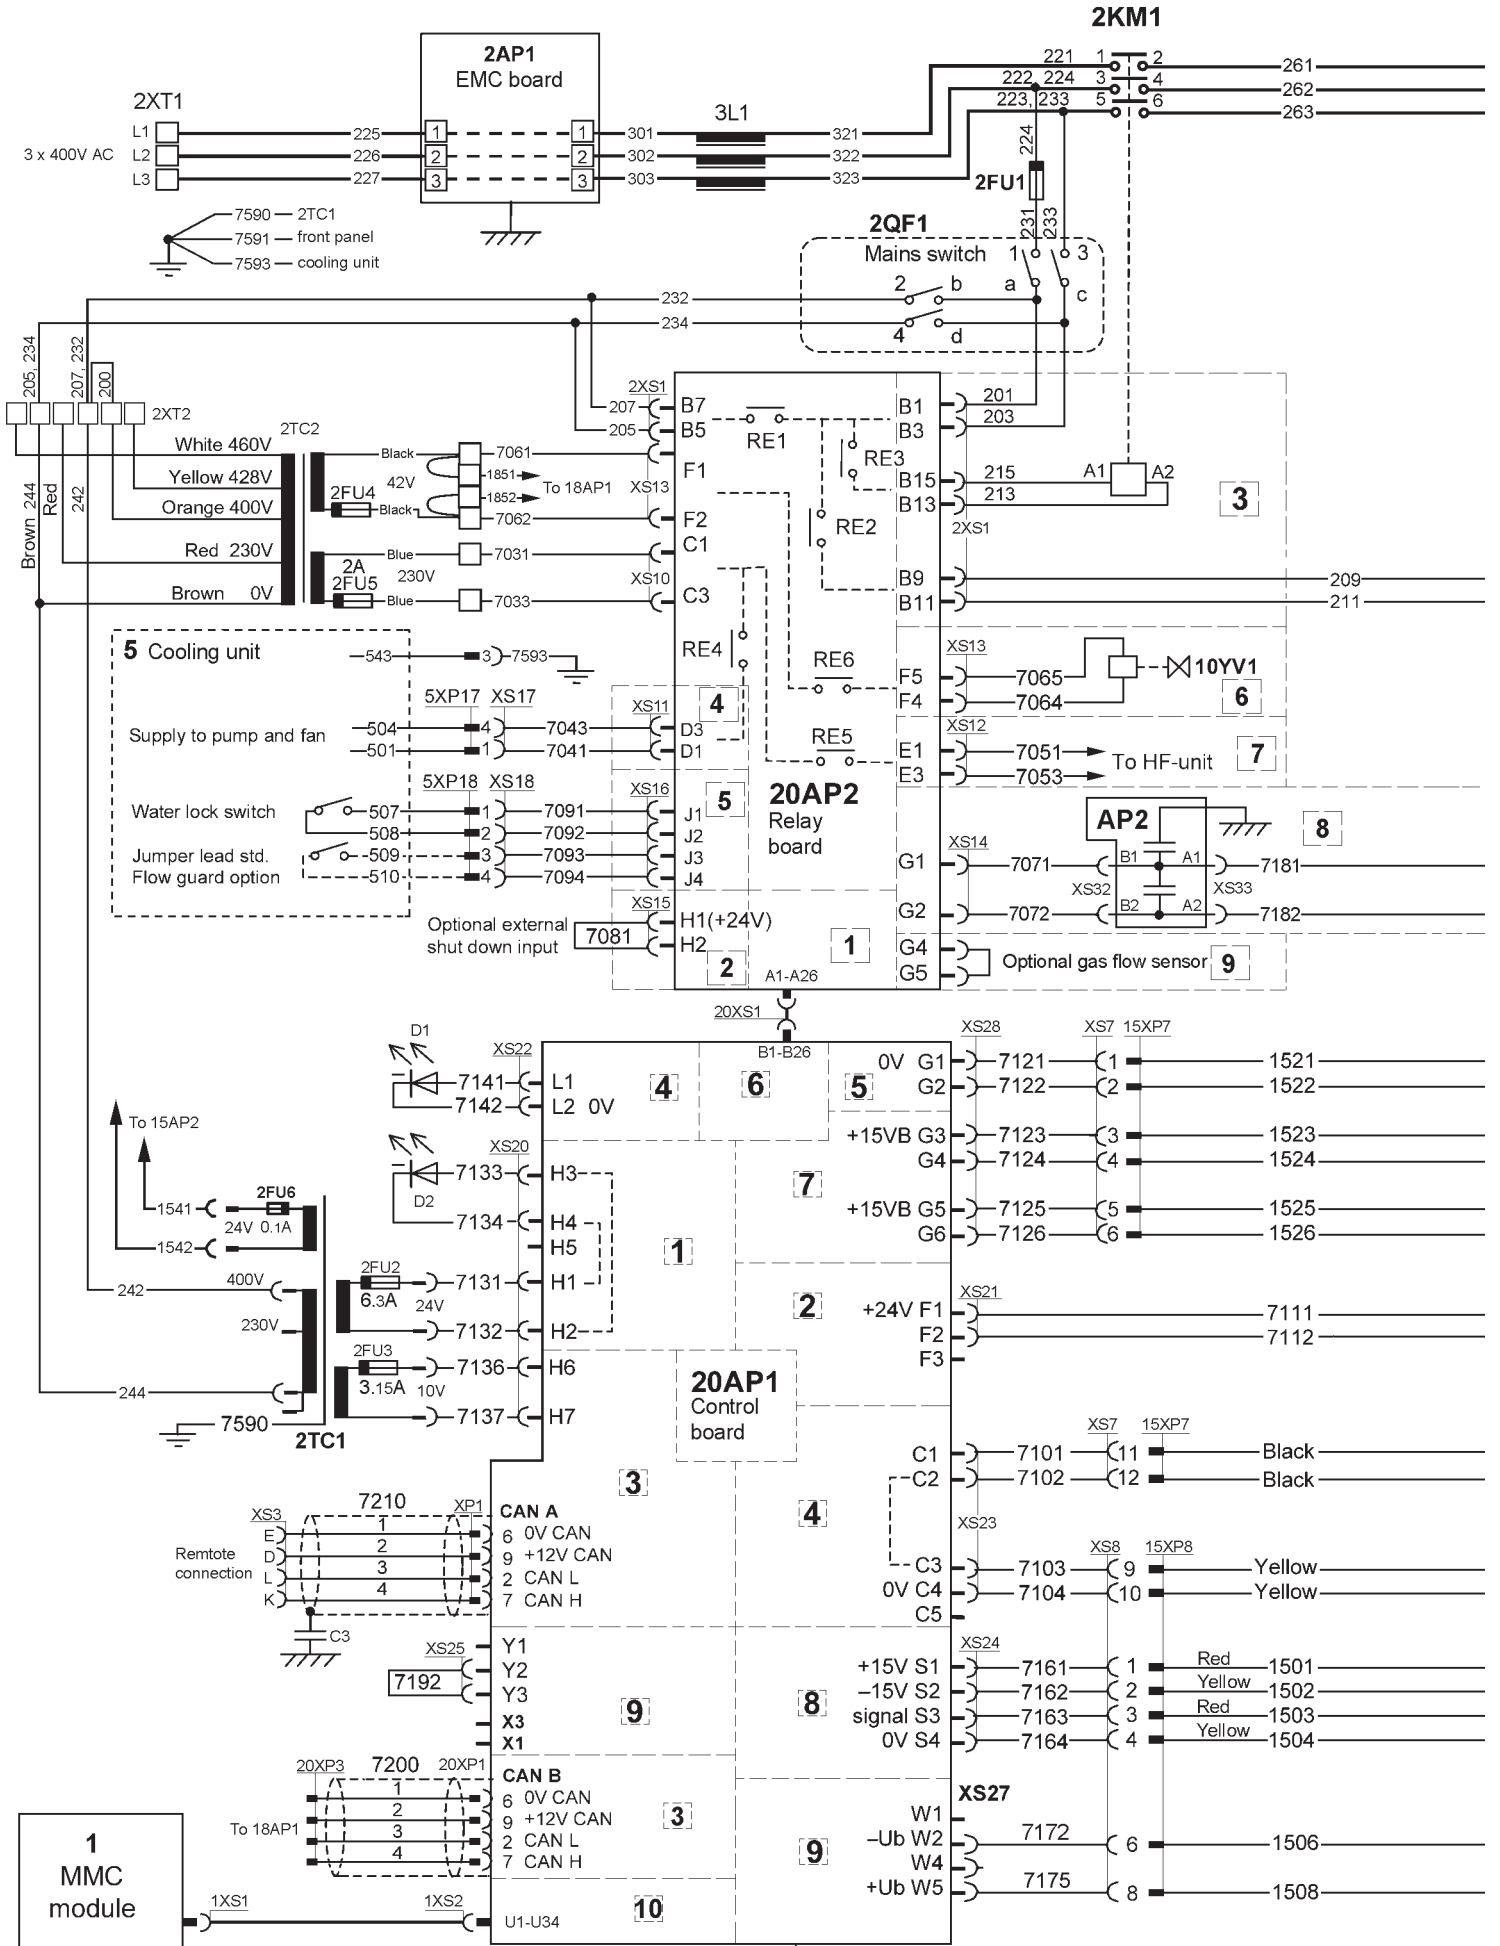 2KM1
2AP1
EMC board
2XT1
3L1
3 x 400V AC
L1
L2
L3
225
226
227
1
2
3
1
2
3
301
302
303
321
322
323
221
222, 224
223, 233
1
3
5
2
4
6
261
262
263
224
2FU1
231
233
7590
2TC1
7591
front panel
7593
cooling unit
2QF1
Mains switch
1
3
a
c
2
b
4
d
232
234
205, 234
207, 232
200
2XT2
2TC2
White 460V
Yellow 428V
Orange 400V
Red 230V
Brown 0V
Brown 244
Red
242
Black
42V
2FU4
Black
7061
1851
1852
To 18AP1
7062
Blue
2A
2FU5
230V
Blue
7031
7033
2XS1
207
205
B7
B5
F1
XS13
F2
C1
XS10
C3
RE1
RE3
RE2
RE4
RE6
RE5
B1
B3
B15
B13
B9
B11
201
203
215
213
2XS1
A1
A2
3
209
211
XS13
F5
F4
7065
7064
10YV1
6
XS12
E1
E3
7051
7053
To HF-unit
7
5 Cooling unit
543
3
7593
5XP17
XS17
Supply to pump and fan
504
501
4
1
7043
7041
XS11
D3
D1
4
5XP18
XS18
Water lock switch
Jumper lead std.
Flow guard option
507
508
509
510
1
2
3
4
7091
7092
7093
7094
XS16
J1
J2
J3
J4
5
20AP2
Relay
board
AP2
8
XS14
G1
G2
7071
7072
XS32
B1
A1
B2
A2
XS33
7181
7182
Optional external
shut down input
7081
XS15
H1(+24V)
H2
2
1
A1-A26
G4
G5
Optional gas flow sensor
9
20XS1
B1-B26
D1
XS22
7141
7142
L1
L2 0V
4
6
5
XS28
XS7
15XP7
0V G1
G2
7121
7122
1
2
1521
1522
+15VB G3
G4
7123
7124
3
4
1523
1524
+15VB G5
G6
7125
7126
5
6
1525
1526
To 15AP2
XS20
7133
D2
7134
H3
H4
H5
H1
H2
H6
H7
7
1
1541
2FU6
24V 0.1A
1542
2FU2
6.3A
24V
7131
7132
242
400V
230V
2FU3
3.15A
10V
7136
7137
244
7590
2TC1
2
XS21
+24V F1
F2
F3
7111
7112
20AP1
Control
board
3
4
XS7
15XP7
C1
C2
7101
7102
11
12
Black
Black
XS23
XS8
15XP8
C3
0V C4
C5
7103
7104
9
10
Yellow
Yellow
XS3
7210
XP1
CAN A
Remtote
connection
E
D
L
K
1
2
3
4
6 0V CAN
9 +12V CAN
2 CAN L
7 CAN H
C3
XS25
7192
Y1
Y2
Y3
X3
X1
9
8
XS24
+15V S1
–15V S2
signal S3
0V S4
7161
7162
7163
7164
1
2
3
4
Red
Yellow
Red
Yellow
1501
1502
1503
1504
20XP3
7200
20XP1
CAN B
To 18AP1
1
2
3
4
6 0V CAN
9 +12V CAN
2 CAN L
7 CAN H
3
9
XS27
W1
–Ub W2
W4
+Ub W5
7172
7175
6
8
1506
1508
1
MMC
module
1XS1
1XS2
U1-U34
10